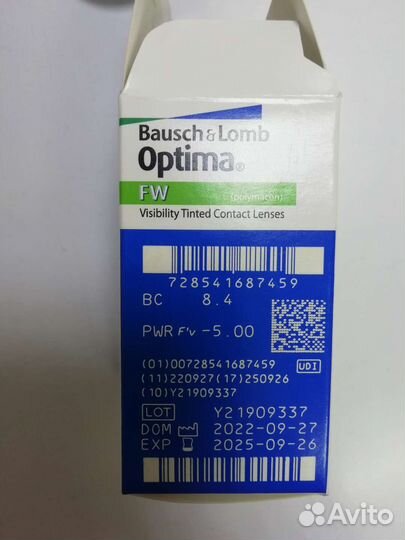 Bausch & Lomb
Optima®
FW (polymacon)
Visibility Tinted Contact Lenses
728541687459
BC 8.4
PWR F/V -5.00
(01)00728541687459 UDI
(11)220927(17)250926
(10)Y21909337
LOT Y21909337
DOM 2022-09-27
EXP 2025-09-26
Avito